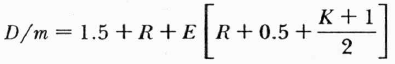 D/m = 1.5 + R + E [ R + 0.5 + (K + 1)/2 ]